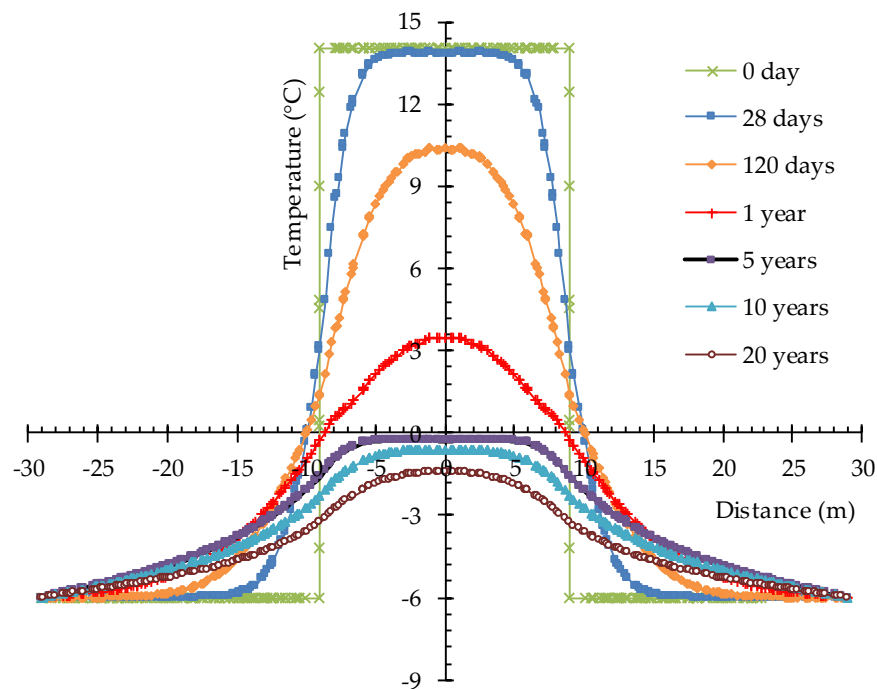 15
12
9
6
3
0
-3
-6
-9
Temperature (°C)
-30 -25 -20 -15 -10 -5 0 5 10 15 20 25 30
Distance (m)
0 day
28 days
120 days
1 year
5 years
10 years
20 years